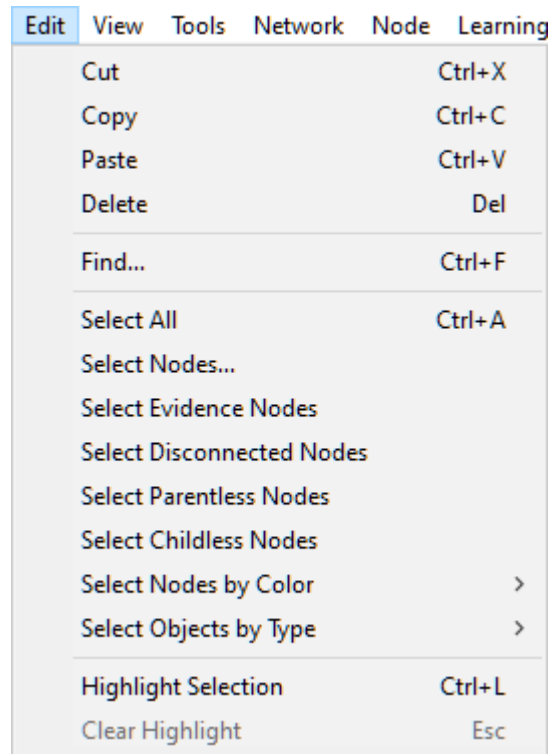 Edit View Tools Network Node Learning
Cut Ctrl+X
Copy Ctrl+C
Paste Ctrl+V
Delete Del
Find... Ctrl+F
Select All Ctrl+A
Select Nodes...
Select Evidence Nodes
Select Disconnected Nodes
Select Parentless Nodes
Select Childless Nodes
Select Nodes by Color >
Select Objects by Type >
Highlight Selection Ctrl+L
Clear Highlight Esc